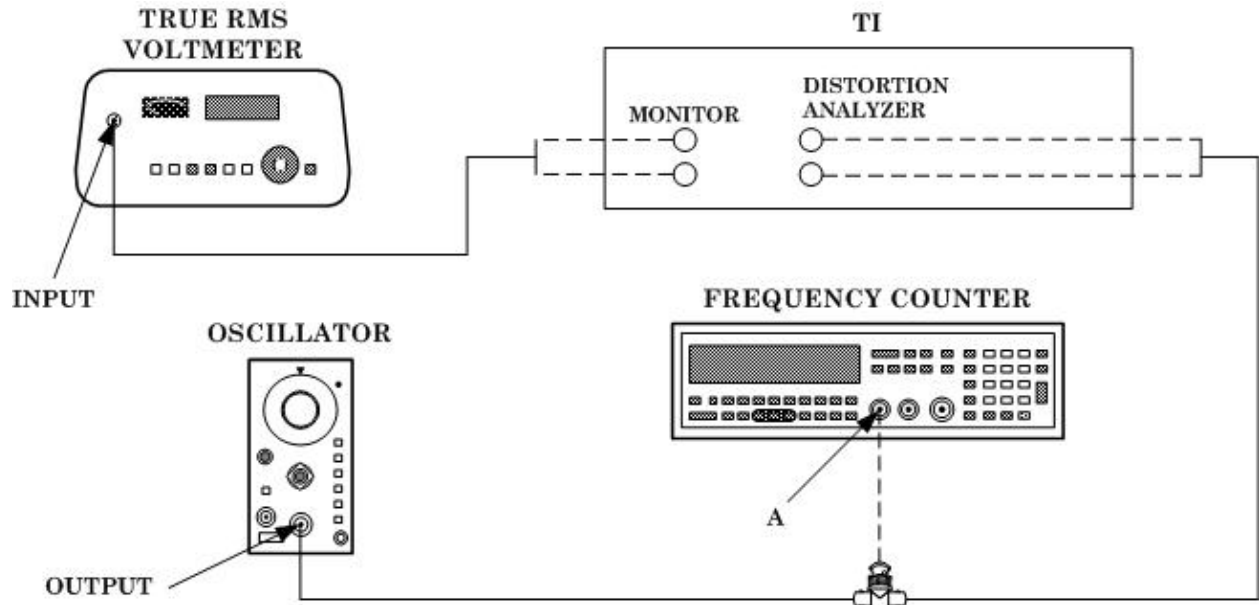 TRUE RMS
VOLTMETER
TI
MONITOR
DISTORTION
ANALYZER
INPUT
FREQUENCY COUNTER
OSCILLATOR
A
OUTPUT